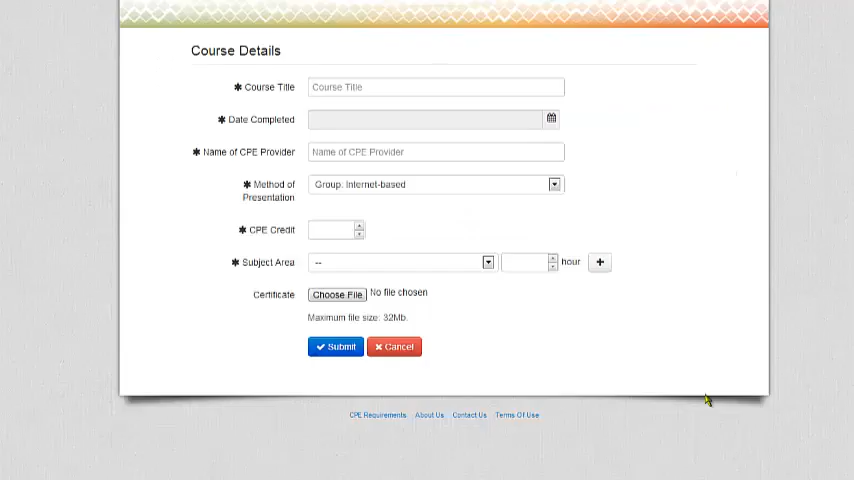 Course Details
✱ Course Title Course Title
✱ Date Completed
✱ Name of CPE Provider Name of CPE Provider
✱ Method of Presentation Group: Internet-based
✱ CPE Credit
✱ Subject Area -- hour +
Certificate Choose File No file chosen
Maximum file size: 32Mb.
Submit Cancel
CPE Requirements About Us Contact Us Terms Of Use